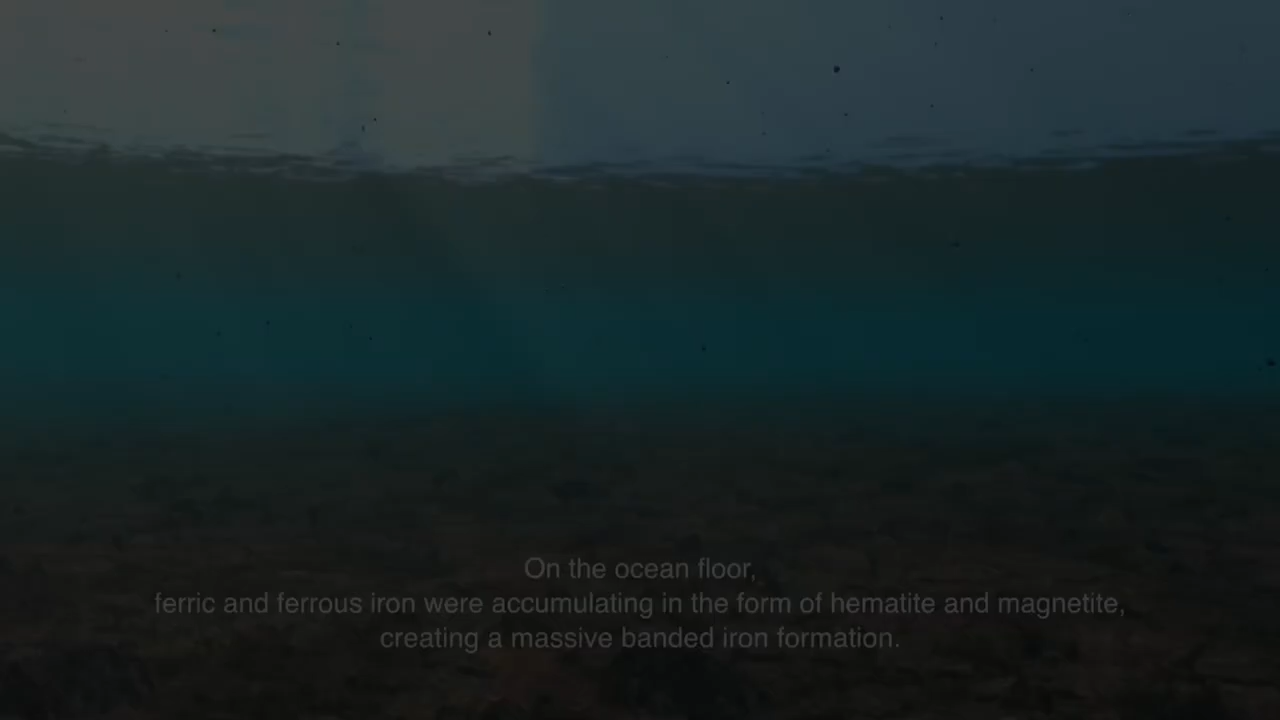 On the ocean floor,
ferric and ferrous iron were accumulating in the form of hematite and magnetite,
creating a massive banded iron formation.